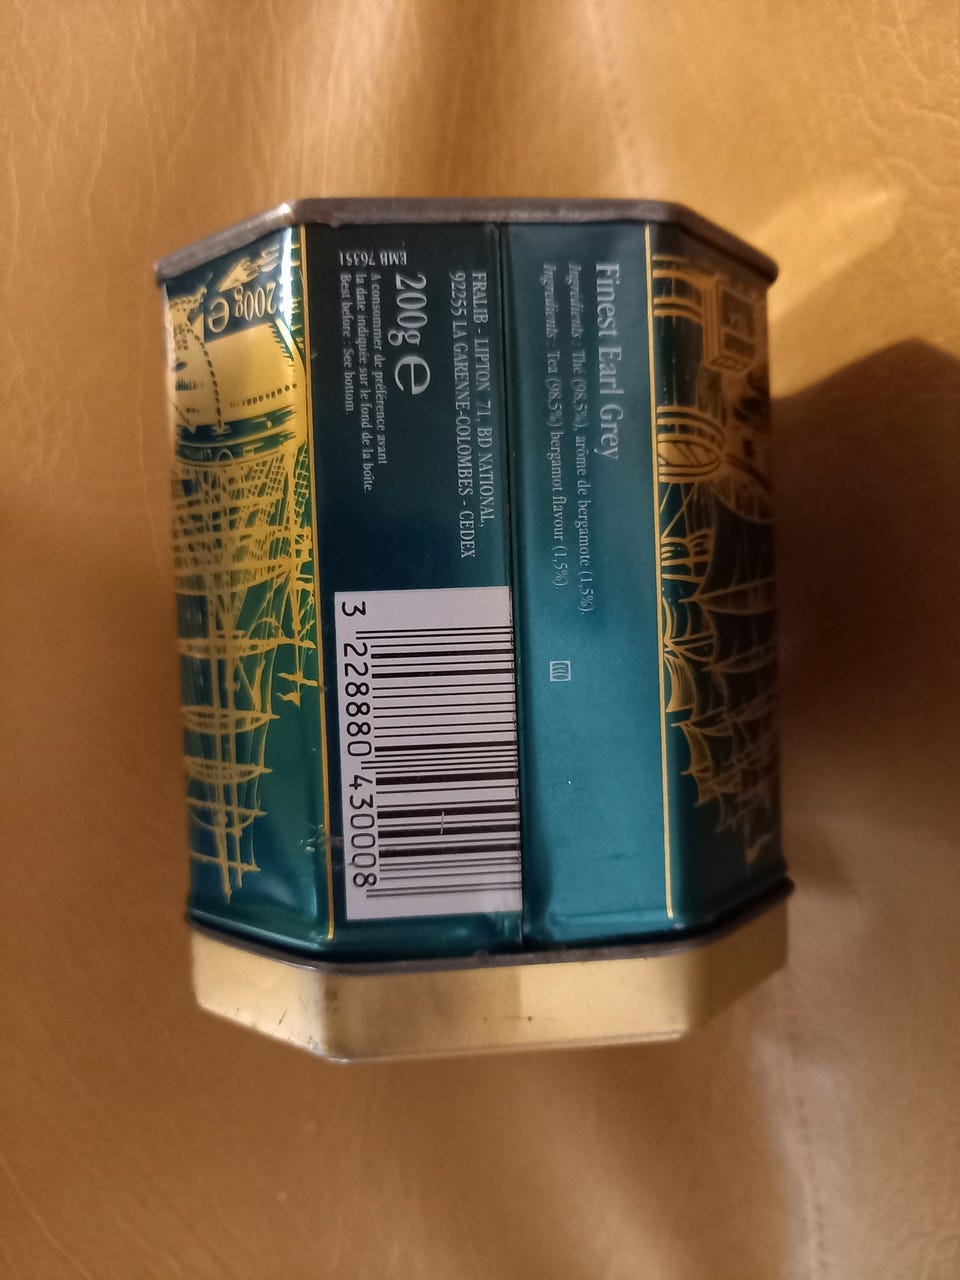 Finest Earl Grey
Ingrédients : Thé (98,5%), arôme de bergamote (1,5%).
Ingredients : Tea (98,5%) bergamot flavour (1,5%).
FRALIB - LIPTON 71, BD NATIONAL,
92255 LA GARENNE-COLOMBES - CEDEX
200g e
A consommer de préférence avant
la date indiquée sur le fond de la boîte.
Best before : See bottom.
EMB 76351
3 228880 430008
200g e